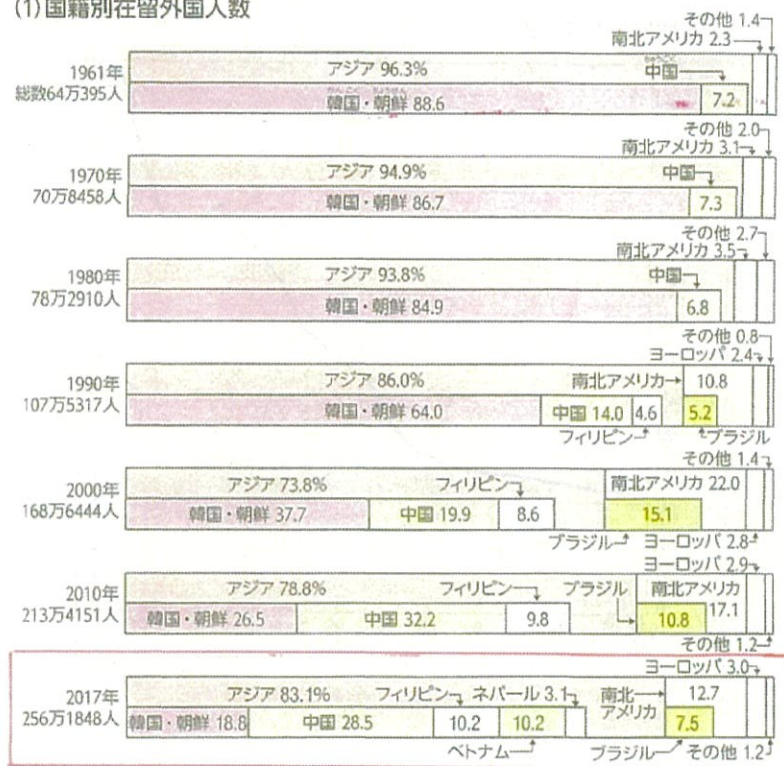 (1)国籍別在留外国人数
その他 1.4
南北アメリカ 2.3
1961年
総数64万395人
アジア 96.3%
中国
韓国・朝鮮 88.6
7.2
その他 2.0
南北アメリカ 3.1
1970年
70万8458人
アジア 94.9%
中国
韓国・朝鮮 86.7
7.3
その他 2.7
南北アメリカ 3.5
1980年
78万2910人
アジア 93.8%
中国
韓国・朝鮮 84.9
6.8
その他 0.8
ヨーロッパ 2.4
1990年
107万5317人
アジア 86.0%
南北アメリカ
10.8
韓国・朝鮮 64.0
中国 14.0
4.6
5.2
フィリピン
ブラジル
その他 1.4
2000年
168万6444人
アジア 73.8%
フィリピン
南北アメリカ 22.0
韓国・朝鮮 37.7
中国 19.9
8.6
15.1
ブラジル
ヨーロッパ 2.8
ヨーロッパ 2.9
2010年
213万4151人
アジア 78.8%
フィリピン
ブラジル
南北アメリカ
17.1
韓国・朝鮮 26.5
中国 32.2
9.8
10.8
その他 1.2
ヨーロッパ 3.0
2017年
256万1848人
アジア 83.1%
フィリピン
ネパール 3.1
南北
アメリカ
12.7
韓国・朝鮮 18.8
中国 28.5
10.2
10.2
7.5
ベトナム
ブラジル
その他 1.2